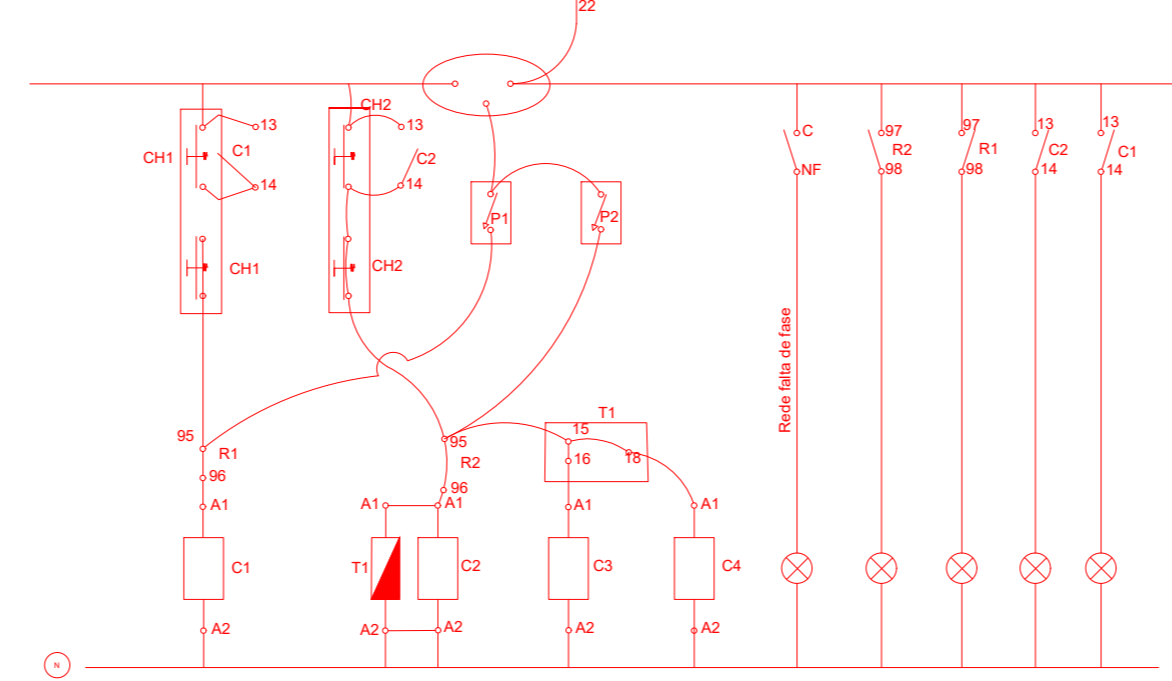 22
CH2
13
13
C
97
97
13
13
CH1
C1
C2
R2
R1
C2
C1
14
14
NF
98
98
14
14
P1
P2
CH1
CH2
Rede falta de fase
T1
95
15
95
R1
R2
16
18
96
96
A1
A1
A1
A1
A1
C1
T1
C2
C3
C4
A2
A2
A2
A2
A2
N